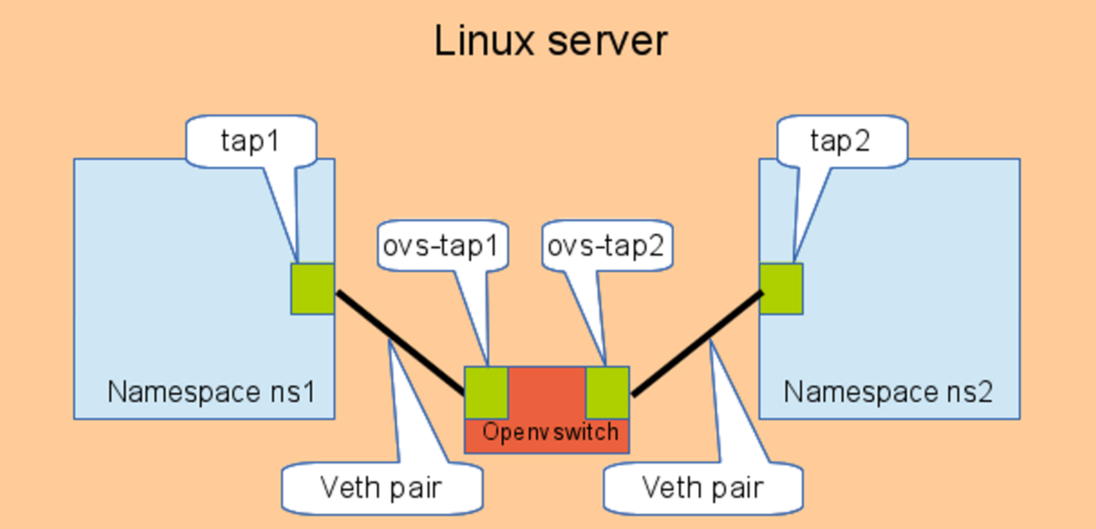 Linux server
tap1
tap2
ovs-tap1
ovs-tap2
Namespace ns1
Namespace ns2
Openvswitch
Veth pair
Veth pair